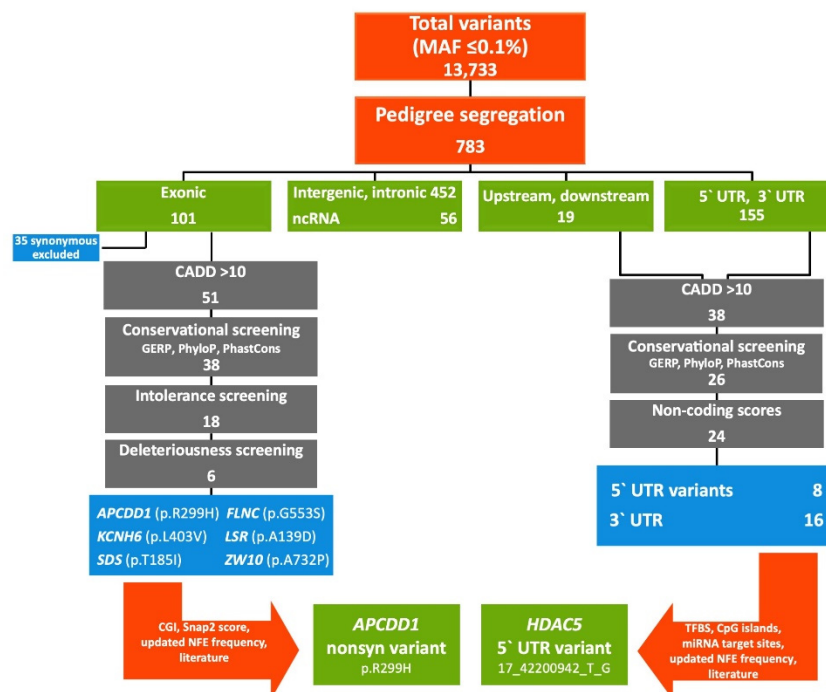 Total variants
(MAF ≤0.1%)
13,733
Pedigree segregation
783
Exonic
101
Intergenic, intronic 452
ncRNA 56
Upstream, downstream
19
5` UTR, 3` UTR
155
35 synonymous
excluded
CADD >10
51
Conservational screening
GERP, PhyloP, PhastCons
38
Intolerance screening
18
Deleteriousness screening
6
APCDD1 (p.R299H) FLNC (p.G553S)
KCNH6 (p.L403V) LSR (p.A139D)
SDS (p.T185I) ZW10 (p.A732P)
CADD >10
38
Conservational screening
GERP, PhyloP, PhastCons
26
Non-coding scores
24
5` UTR variants 8
3` UTR 16
CGI, Snap2 score,
updated NFE frequency,
literature
APCDD1
nonsyn variant
p.R299H
HDAC5
5` UTR variant
17_42200942_T_G
TFBS, CpG islands,
miRNA target sites,
updated NFE frequency,
literature